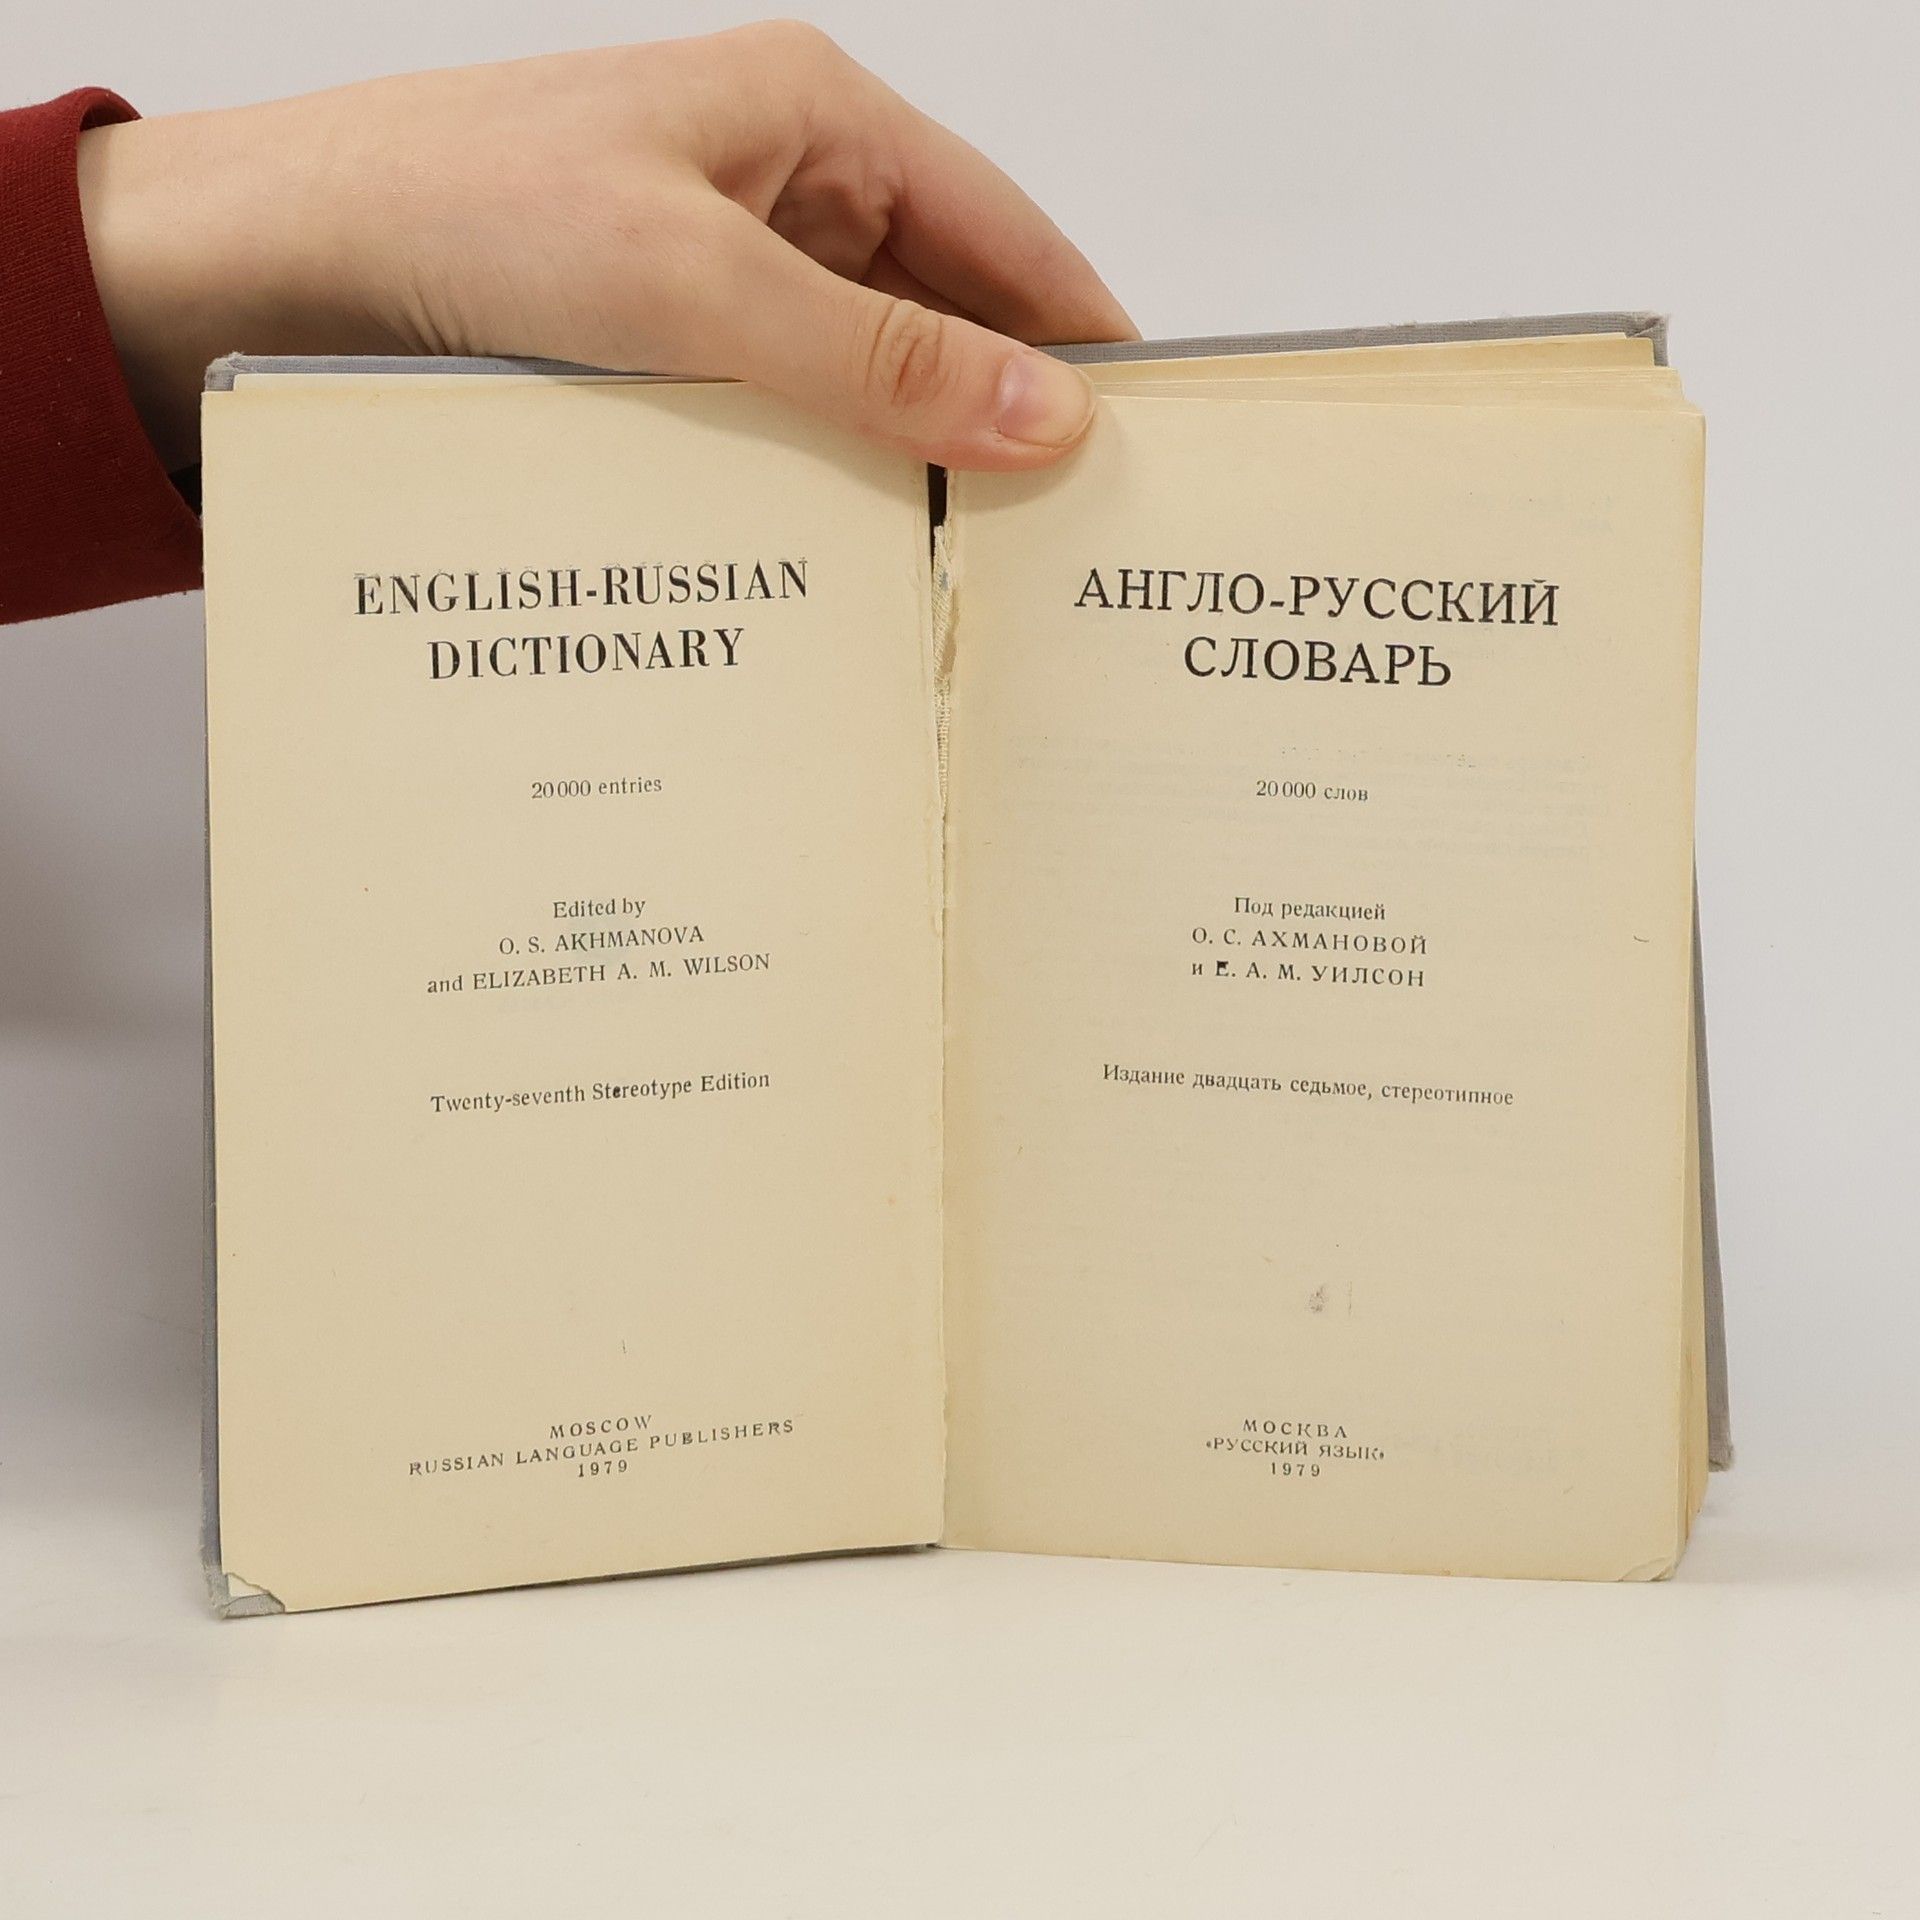 ENGLISH-RUSSIAN
DICTIONARY
20 000 entries
Edited by
O. S. AKHMANOVA
and ELIZABETH A. M. WILSON
Twenty-seventh Stereotype Edition
MOSCOW
RUSSIAN LANGUAGE PUBLISHERS
1979
АНГЛО-РУССКИЙ
СЛОВАРЬ
20 000 слов
Под редакцией
О. С. АХМАНОВОЙ
и Е. А. М. УИЛСОН
Издание двадцать седьмое, стереотипное
МОСКВА
«РУССКИЙ ЯЗЫК»
1979